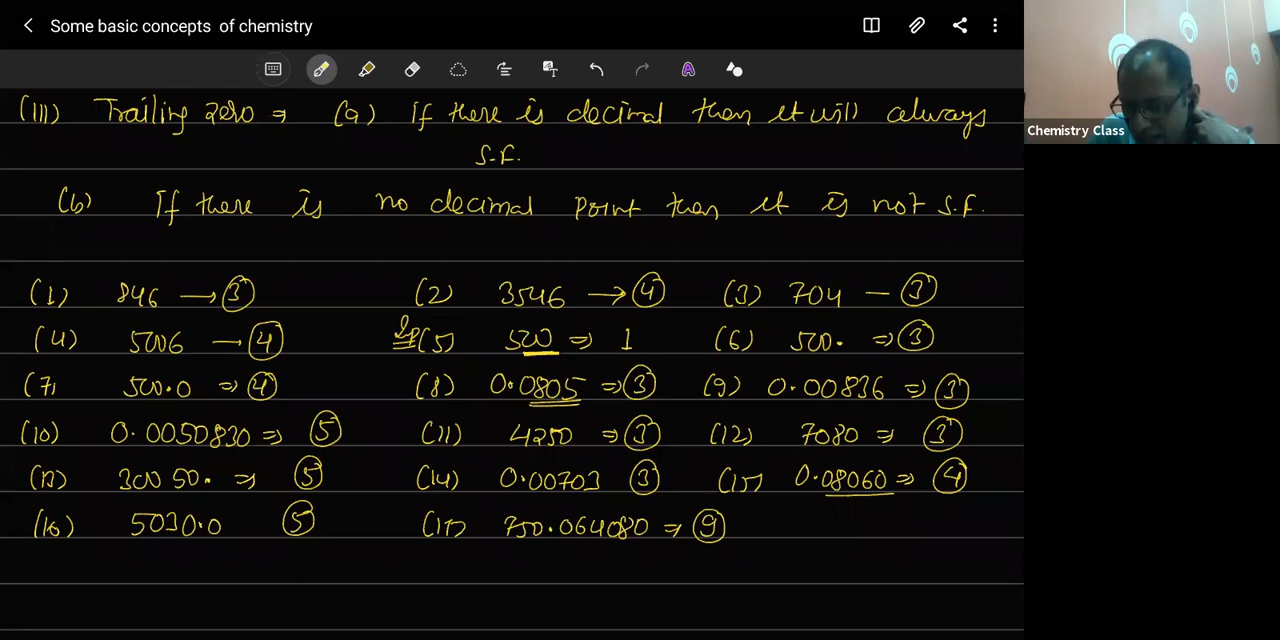 Some basic concepts of chemistry
Chemistry Class
(III) Trailing zero ⇒ (a) If there is decimal then it will always
S.F.
(b) If there is no decimal point then it is not S.F.
(1) 846 → 3 (2) 3546 → 4 (3) 704 — 3
(4) 5006 → 4 (5) 500 ⇒ 1 (6) 500. ⇒ 3
(7) 500.0 ⇒ 4 (8) 0.0805 ⇒ 3 (9) 0.00836 ⇒ 3
(10) 0.0050830 ⇒ 5 (11) 4250 ⇒ 3 (12) 7080 ⇒ 3
(13) 30050. ⇒ 5 (14) 0.00703 3 (15) 0.08060 ⇒ 4
(16) 5030.0 5 (17) 750.064080 ⇒ 9